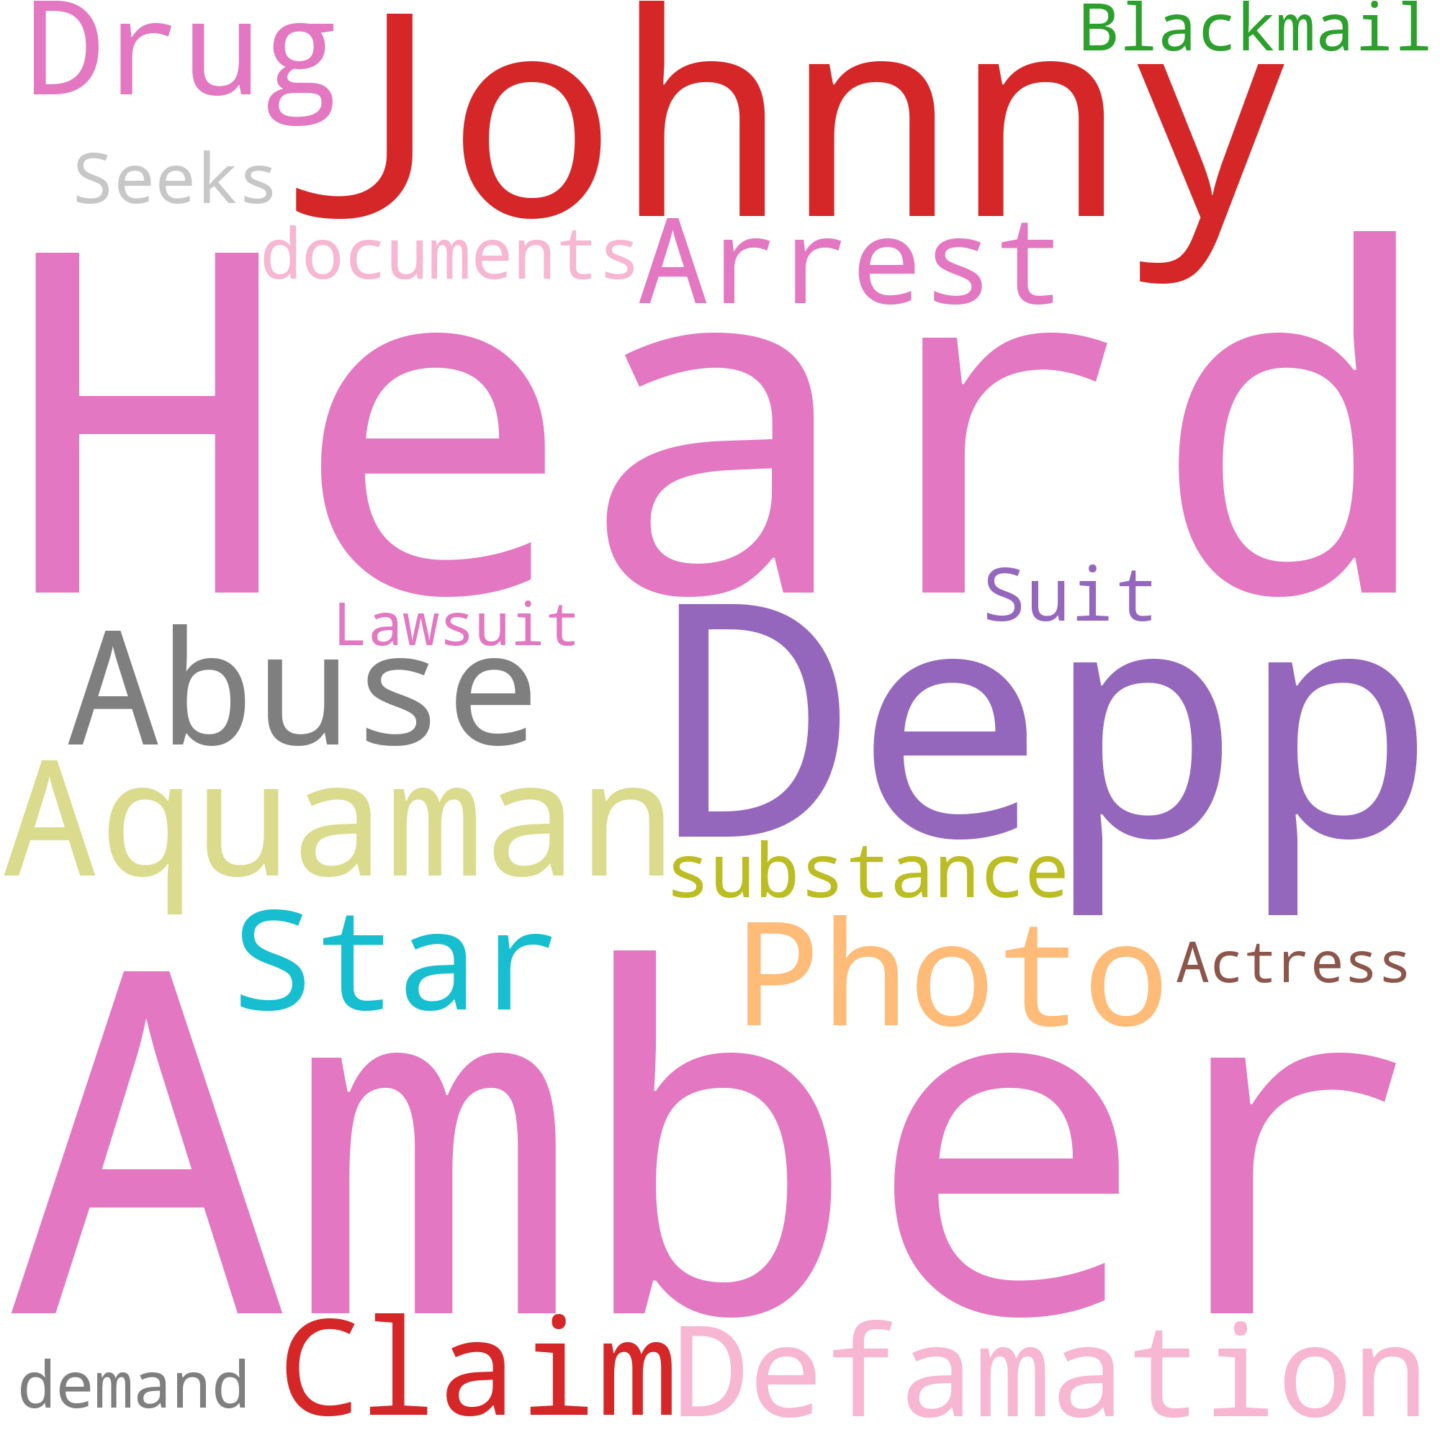 Drug
Johnny
Blackmail
Seeks
documents
Arrest
Heard
Suit
Lawsuit
Abuse
Depp
Aquaman
substance
Star
Photo
Actress
Amber
demand
Claim
Defamation